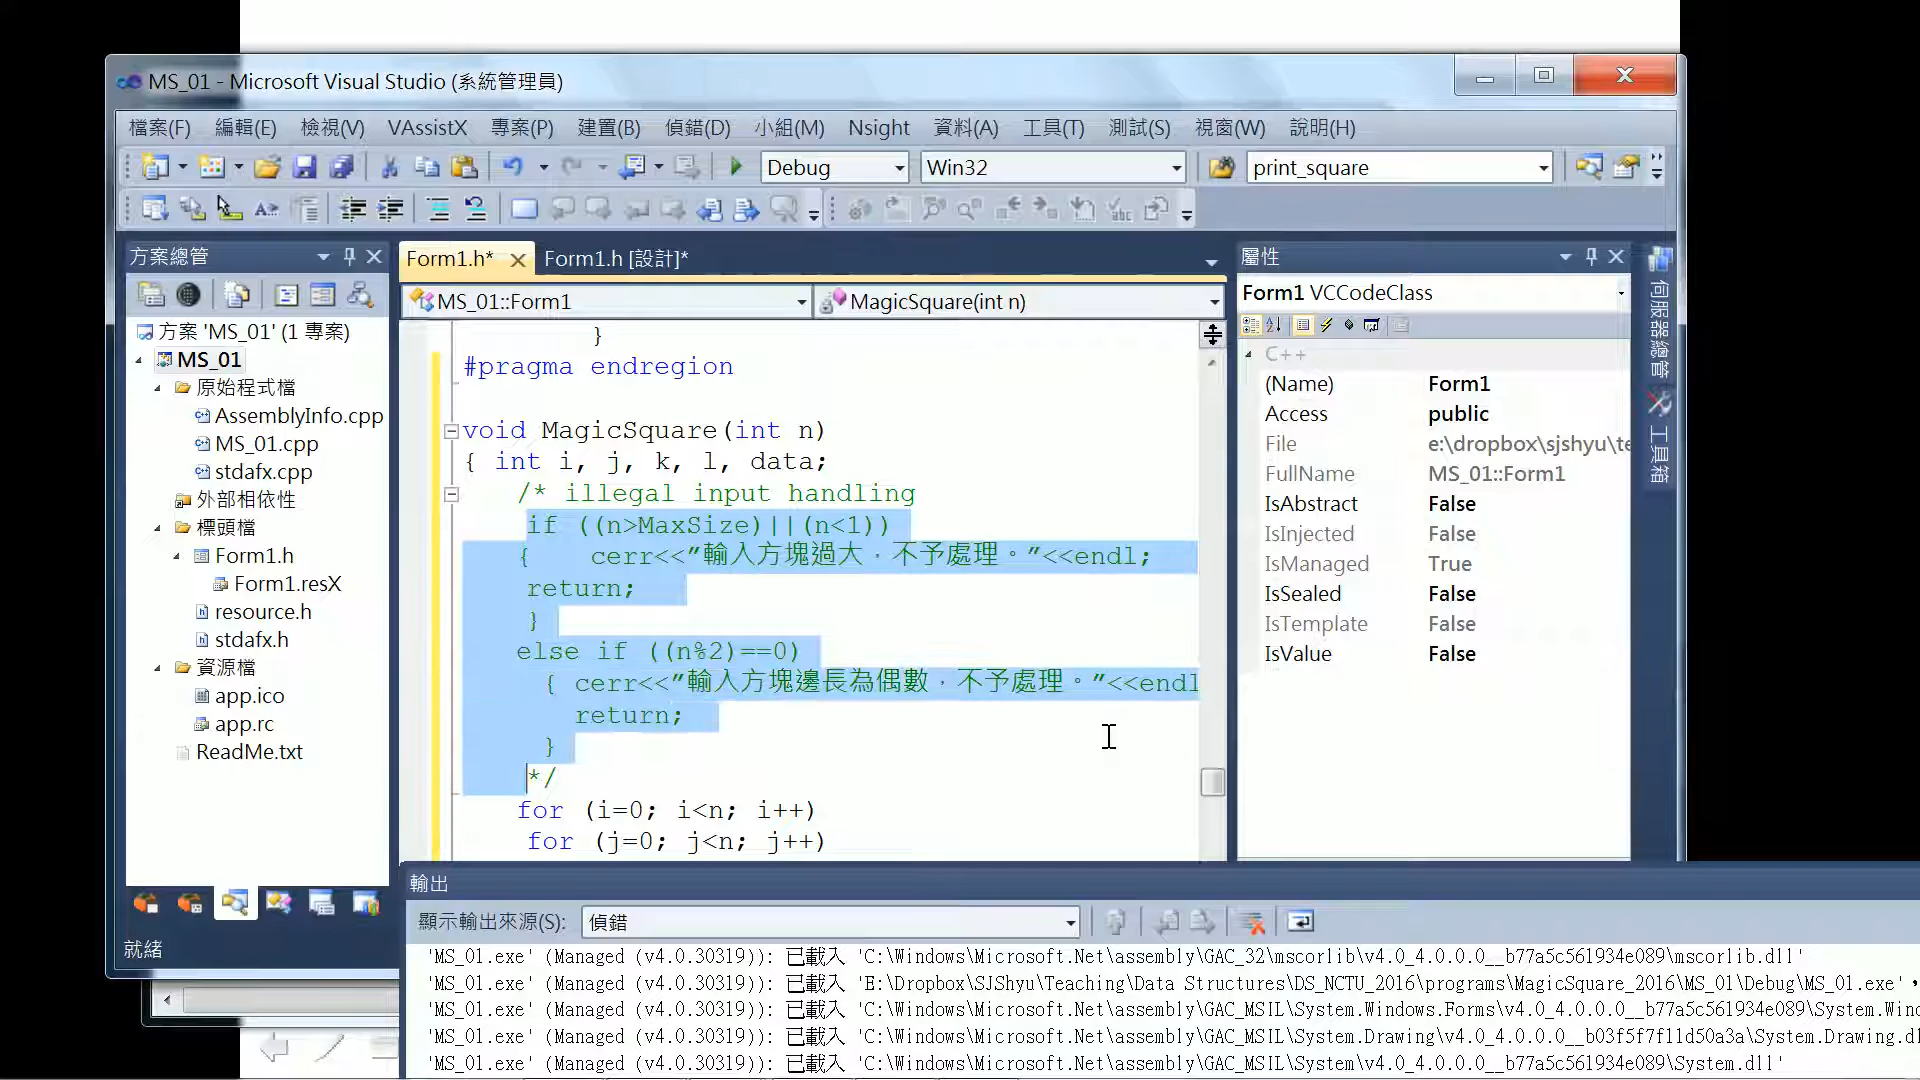 MS_01 - Microsoft Visual Studio (系統管理員)
檔案(F) 編輯(E) 檢視(V) VAssistX 專案(P) 建置(B) 偵錯(D) 小組(M) Nsight 資料(A) 工具(T) 測試(S) 視窗(W) 說明(H)
Debug Win32 print_square
方案總管
方案 'MS_01' (1 專案)
MS_01
原始程式檔
AssemblyInfo.cpp
MS_01.cpp
stdafx.cpp
外部相依性
標頭檔
Form1.h
Form1.resX
resource.h
stdafx.h
資源檔
app.ico
app.rc
ReadMe.txt
就緒
Form1.h* Form1.h [設計]*
MS_01::Form1 MagicSquare(int n)
}
#pragma endregion
void MagicSquare(int n)
{ int i, j, k, l, data;
/* illegal input handling
if ((n>MaxSize)||(n<1))
{ cerr<<"輸入方塊過大，不予處理。"<<endl;
return;
}
else if ((n%2)==0)
{ cerr<<"輸入方塊邊長為偶數，不予處理。"<<endl
return;
}
*/
for (i=0; i<n; i++)
for (j=0; j<n; j++)
屬性
Form1 VCCodeClass
C++
(Name) Form1
Access public
File e:\dropbox\sjshyu\te
FullName MS_01::Form1
IsAbstract False
IsInjected False
IsManaged True
IsSealed False
IsTemplate False
IsValue False
伺服器總管
工具箱
輸出
顯示輸出來源(S): 偵錯
'MS_01.exe' (Managed (v4.0.30319)): 已載入 'C:\Windows\Microsoft.Net\assembly\GAC_32\mscorlib\v4.0_4.0.0.0__b77a5c561934e089\mscorlib.dll'
'MS_01.exe' (Managed (v4.0.30319)): 已載入 'E:\Dropbox\SJShyu\Teaching\Data Structures\DS_NCTU_2016\programs\MagicSquare_2016\MS_01\Debug\MS_01.exe'，
'MS_01.exe' (Managed (v4.0.30319)): 已載入 'C:\Windows\Microsoft.Net\assembly\GAC_MSIL\System.Windows.Forms\v4.0_4.0.0.0__b77a5c561934e089\System.Wind
'MS_01.exe' (Managed (v4.0.30319)): 已載入 'C:\Windows\Microsoft.Net\assembly\GAC_MSIL\System.Drawing\v4.0_4.0.0.0__b03f5f7f11d50a3a\System.Drawing.dl
'MS_01.exe' (Managed (v4.0.30319)): 已載入 'C:\Windows\Microsoft.Net\assembly\GAC_MSIL\System\v4.0_4.0.0.0__b77a5c561934e089\System.dll'